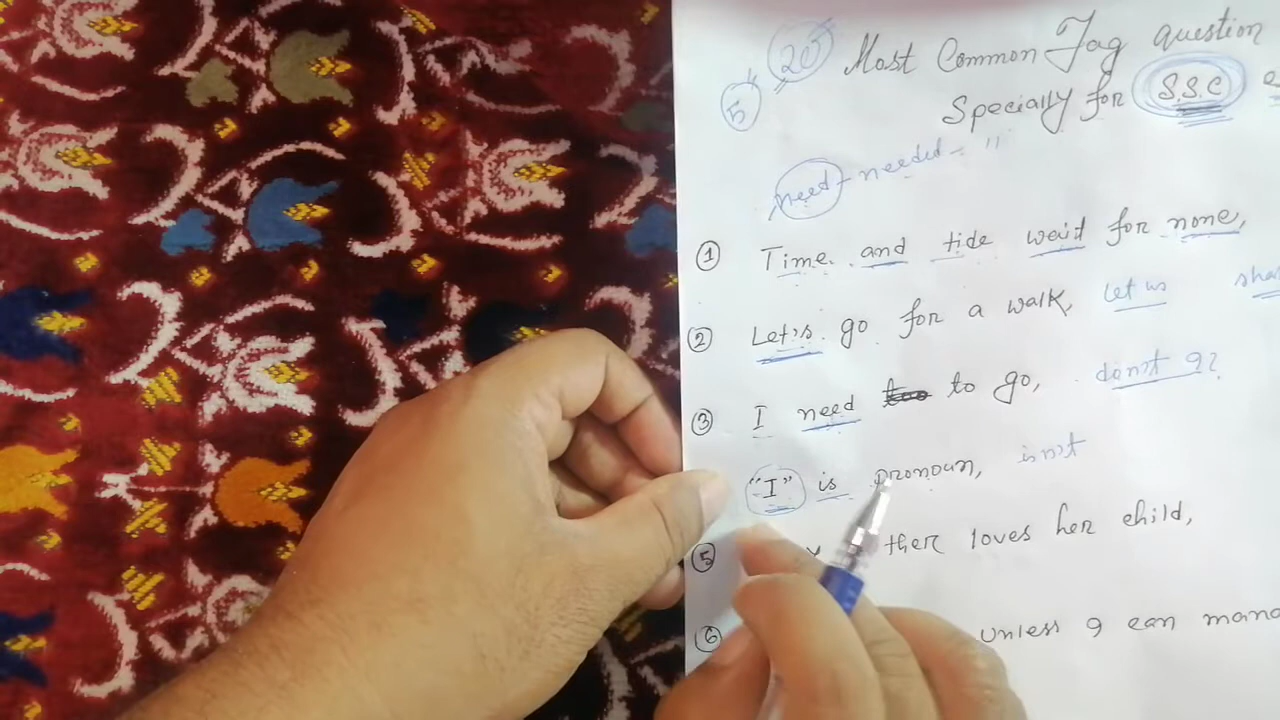 20 Most Common Tag question
5 Specially for S.S.C
need - needed - "
① Time and tide wait for none,
② Let's go for a walk, let us sha
③ I need to go, don't I?
"I" is pronoun, isn't
⑤ ther loves her child,
⑥ unless I can mana